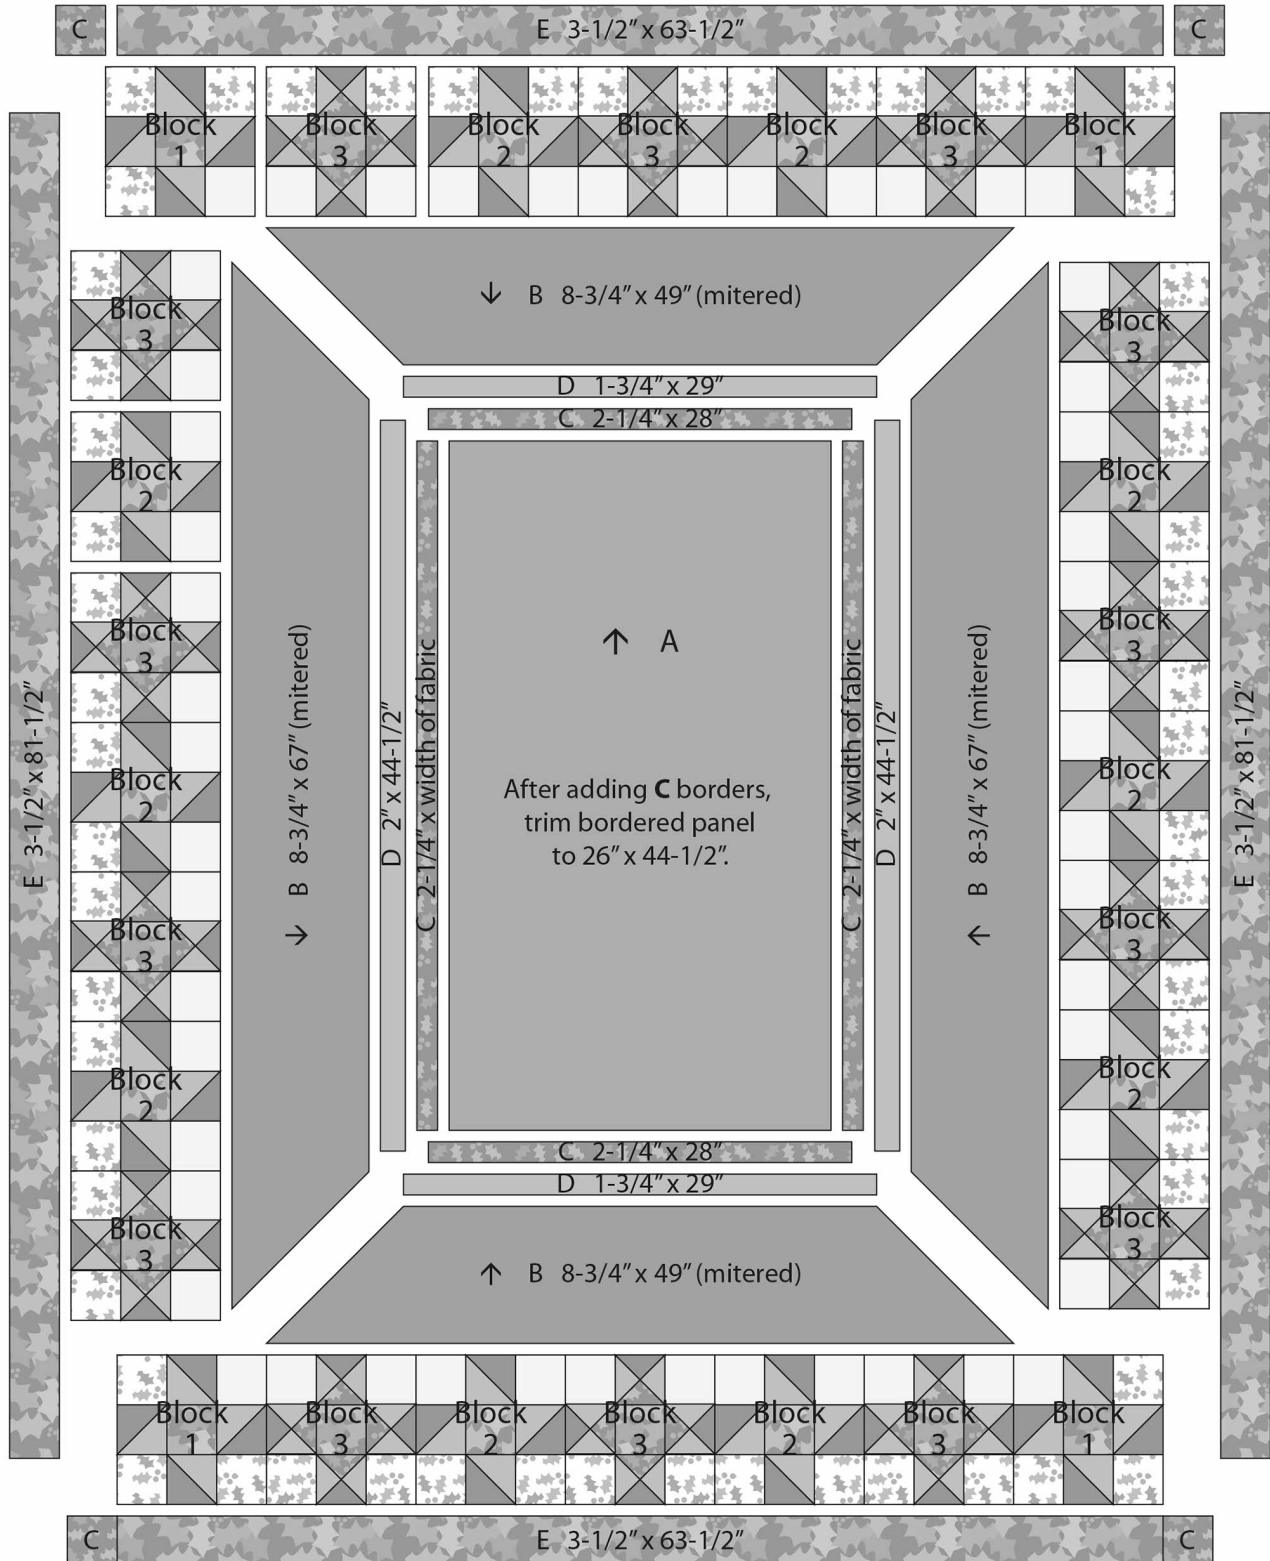 C
E 3-1/2” x 63-1/2”
C
Block
1
Block
3
Block
2
Block
3
Block
2
Block
3
Block
1
↓ B 8-3/4” x 49” (mitered)
D 1-3/4” x 29”
C 2-1/4” x 28”
E 3-1/2” x 81-1/2”
Block
3
Block
2
Block
3
Block
2
Block
3
Block
2
Block
3
→ B 8-3/4” x 67” (mitered)
D 2” x 44-1/2”
C 2-1/4” x width of fabric
↑ A
After adding C borders,
trim bordered panel
to 26” x 44-1/2”.
C 2-1/4” x width of fabric
D 2” x 44-1/2”
← B 8-3/4” x 67” (mitered)
Block
3
Block
2
Block
3
Block
2
Block
3
Block
2
Block
3
E 3-1/2” x 81-1/2”
C 2-1/4” x 28”
D 1-3/4” x 29”
↑ B 8-3/4” x 49” (mitered)
Block
1
Block
3
Block
2
Block
3
Block
2
Block
3
Block
1
C
E 3-1/2” x 63-1/2”
C